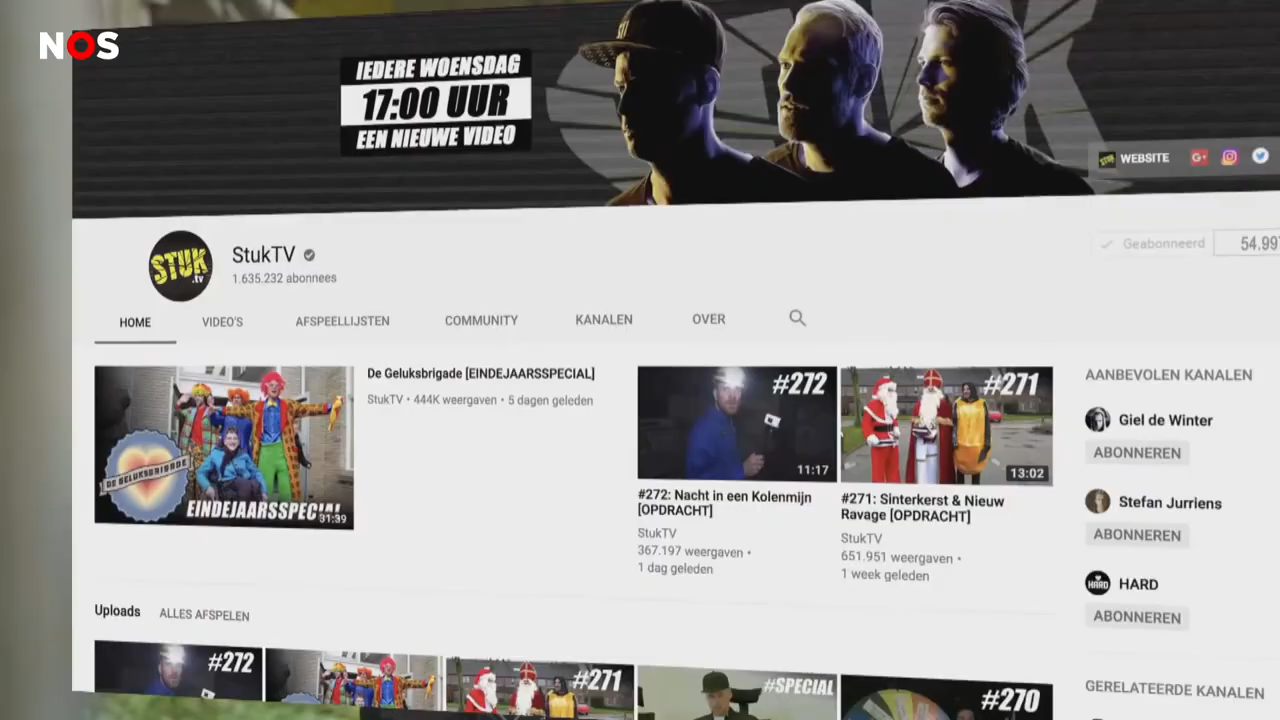 NOS
IEDERE WOENSDAG
17:00 UUR
EEN NIEUWE VIDEO
STUK
WEBSITE
G+
STUK
.tv
StukTV
1.635.232 abonnees
Geabonneerd
54.99
HOME
VIDEO'S
AFSPEELLIJSTEN
COMMUNITY
KANALEN
OVER
DE GELUKSBRIGADE
EINDEJAARSSPECIAL
31:39
De Geluksbrigade [EINDEJAARSSPECIAL]
StukTV • 444K weergaven • 5 dagen geleden
#272
11:17
#272: Nacht in een Kolenmijn
[OPDRACHT]
StukTV
367.197 weergaven •
1 dag geleden
#271
13:02
#271: Sinterkerst & Nieuw
Ravage [OPDRACHT]
StukTV
651.951 weergaven •
1 week geleden
AANBEVOLEN KANALEN
Giel de Winter
ABONNEREN
Stefan Jurriens
ABONNEREN
HARD
HARD
ABONNEREN
GERELATEERDE KANALEN
Uploads
ALLES AFSPELEN
#272
#271
#SPECIAL
#270